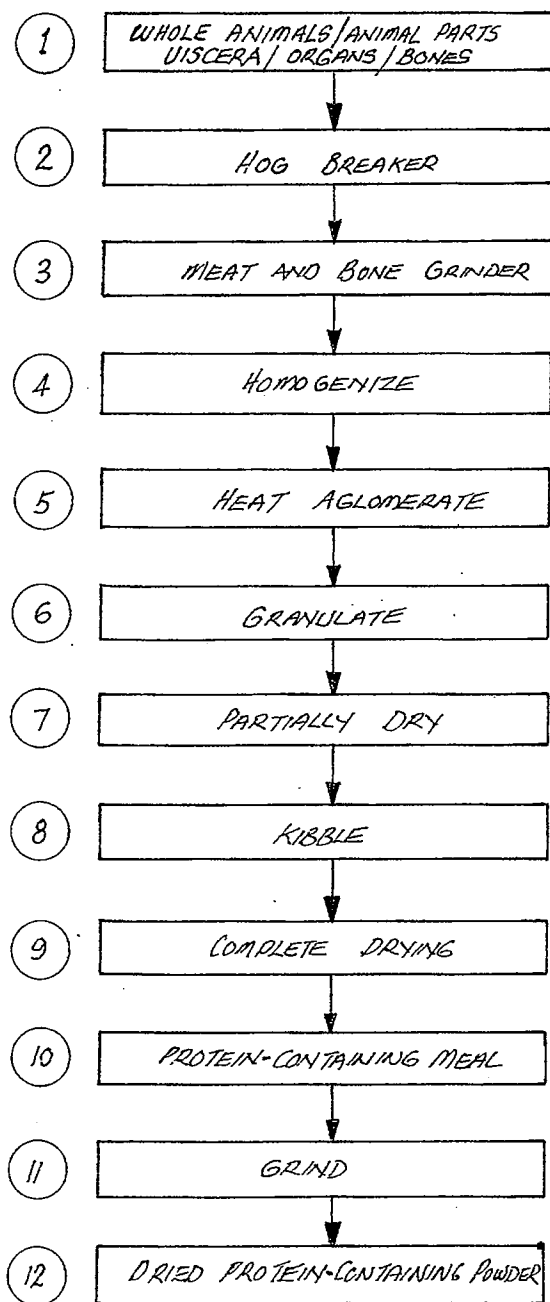 1
WHOLE ANIMALS/ANIMAL PARTS
VISCERA/ORGANS/BONES
2
HOG BREAKER
3
MEAT AND BONE GRINDER
4
HOMOGENIZE
5
HEAT AGLOMERATE
6
GRANULATE
7
PARTIALLY DRY
8
KIBBLE
9
COMPLETE DRYING
10
PROTEIN-CONTAINING MEAL
11
GRIND
12
DRIED PROTEIN-CONTAINING POWDER